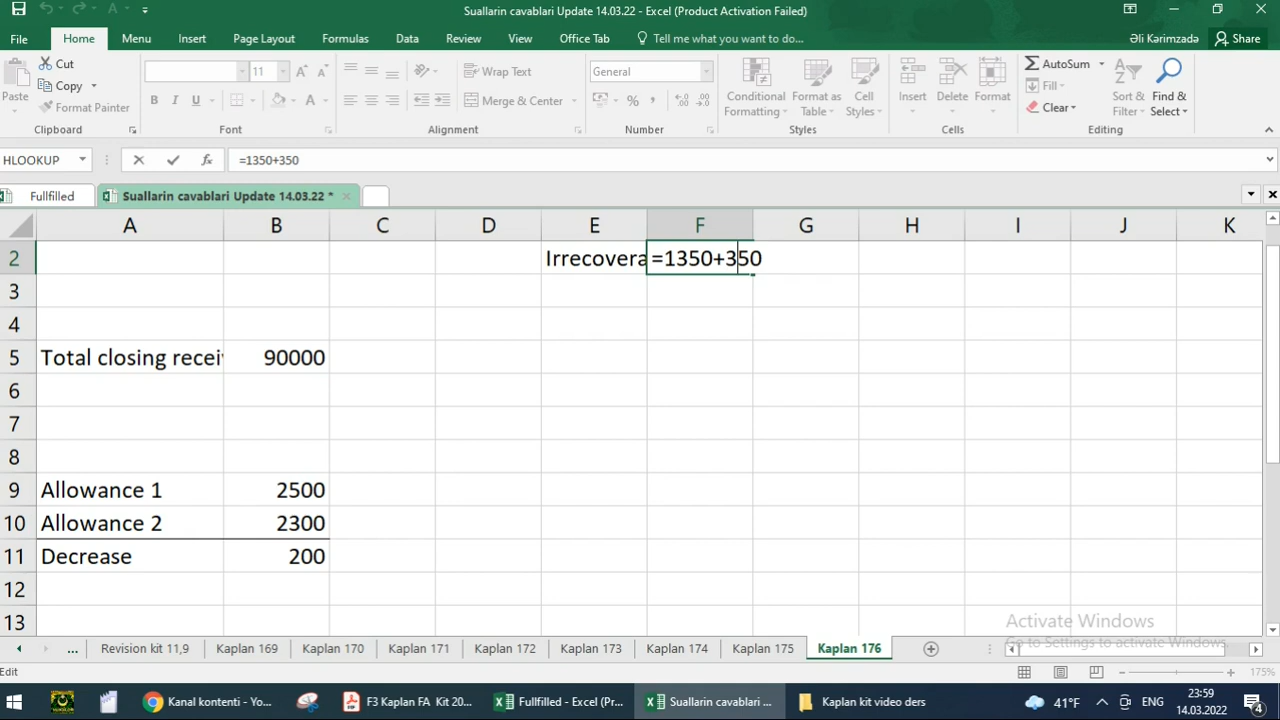 Suallarin cavablari Update 14.03.22 - Excel (Product Activation Failed)
File Home Menu Insert Page Layout Formulas Data Review View Office Tab Tell me what you want to do... Əli Kərimzadə Share
Paste Cut Copy Format Painter Clipboard
11 Font
Wrap Text Merge & Center Alignment
General % , Number
Conditional Formatting Format as Table Cell Styles Styles
Insert Delete Format Cells
AutoSum Fill Clear Sort & Filter Find & Select Editing
HLOOKUP fx =1350+350
Fullfilled Suallarin cavablari Update 14.03.22 *
A B C D E F G H I J K
2 Irrecovera =1350+350
3
4
5 Total closing recei 90000
6
7
8
9 Allowance 1 2500
10 Allowance 2 2300
11 Decrease 200
12
13
Activate Windows
Go to Settings to activate Windows.
... Revision kit 11,9 Kaplan 169 Kaplan 170 Kaplan 171 Kaplan 172 Kaplan 173 Kaplan 174 Kaplan 175 Kaplan 176
Edit 175%
Kanal kontenti - Yo... F3 Kaplan FA Kit 20... FullFilled - Excel (Pr... Suallarin cavablari ... Kaplan kit video ders 41°F ENG 23:59
14.03.2022 4